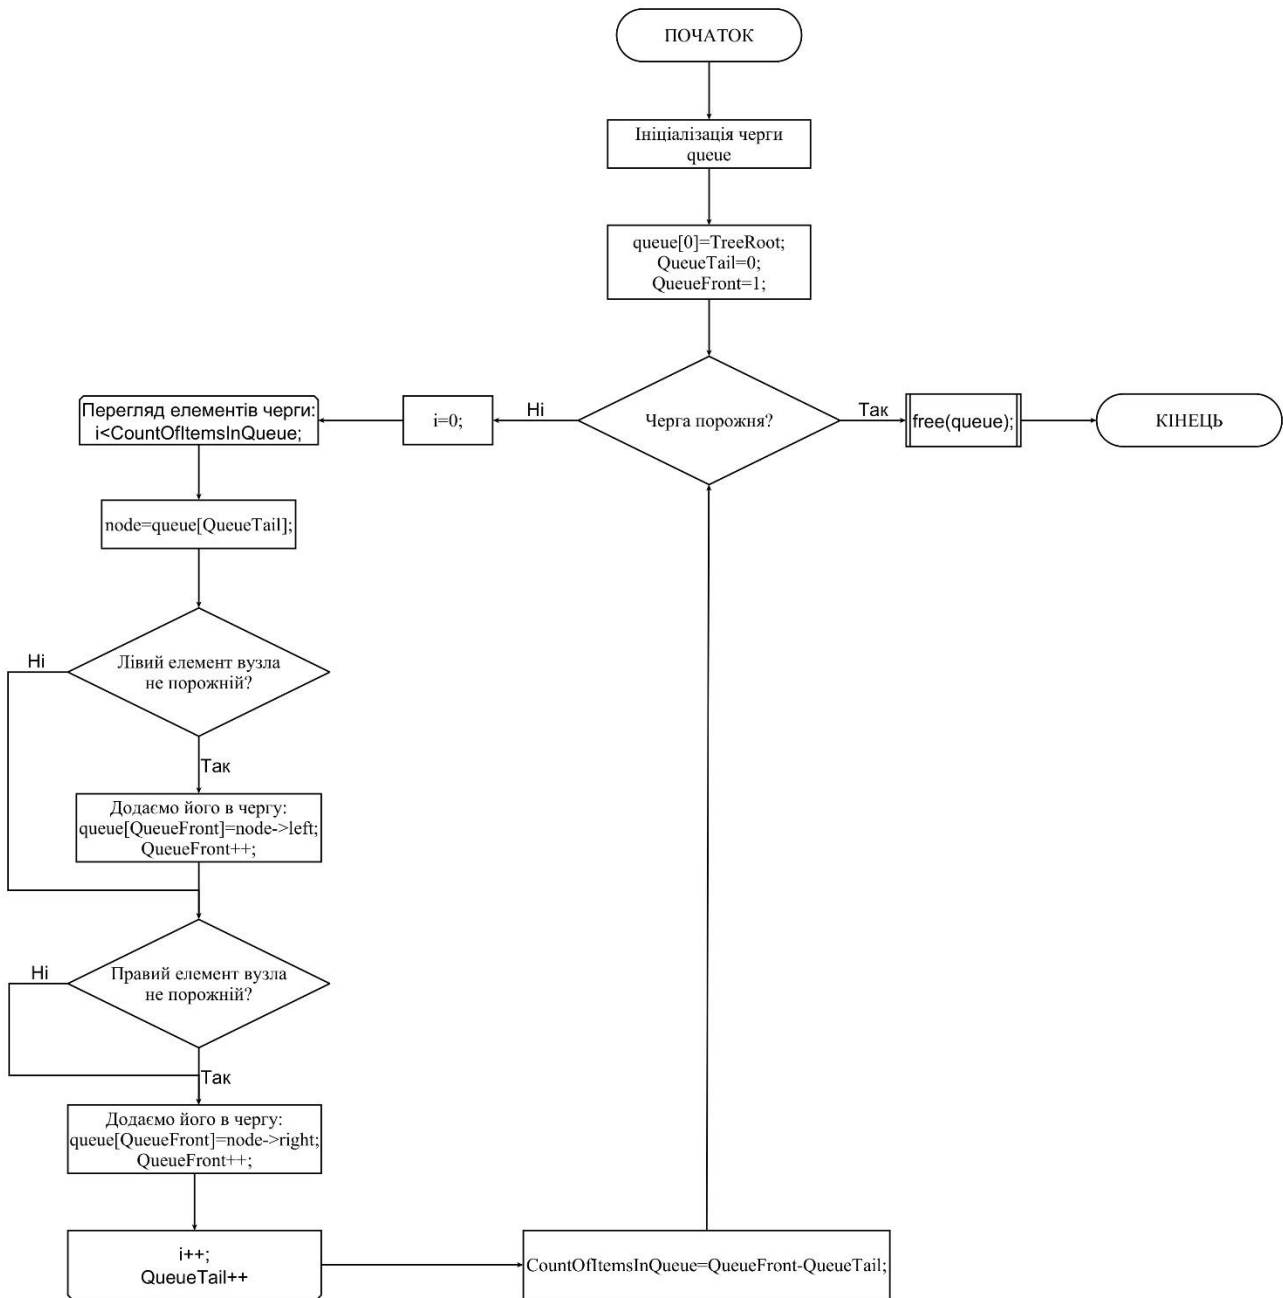 ПОЧАТОК
Ініціалізація черги
queue
queue[0]=TreeRoot;
QueueTail=0;
QueueFront=1;
Перегляд елементів черги:
i<CountOfItemsInQueue;
i=0;
Ні
Черга порожня?
Так
free(queue);
КІНЕЦЬ
node=queue[QueueTail];
Ні
Лівий елемент вузла
не порожній?
Так
Додаємо його в чергу:
queue[QueueFront]=node->left;
QueueFront++;
Ні
Правий елемент вузла
не порожній?
Так
Додаємо його в чергу:
queue[QueueFront]=node->right;
QueueFront++;
i++;
QueueTail++
CountOfItemsInQueue=QueueFront-QueueTail;